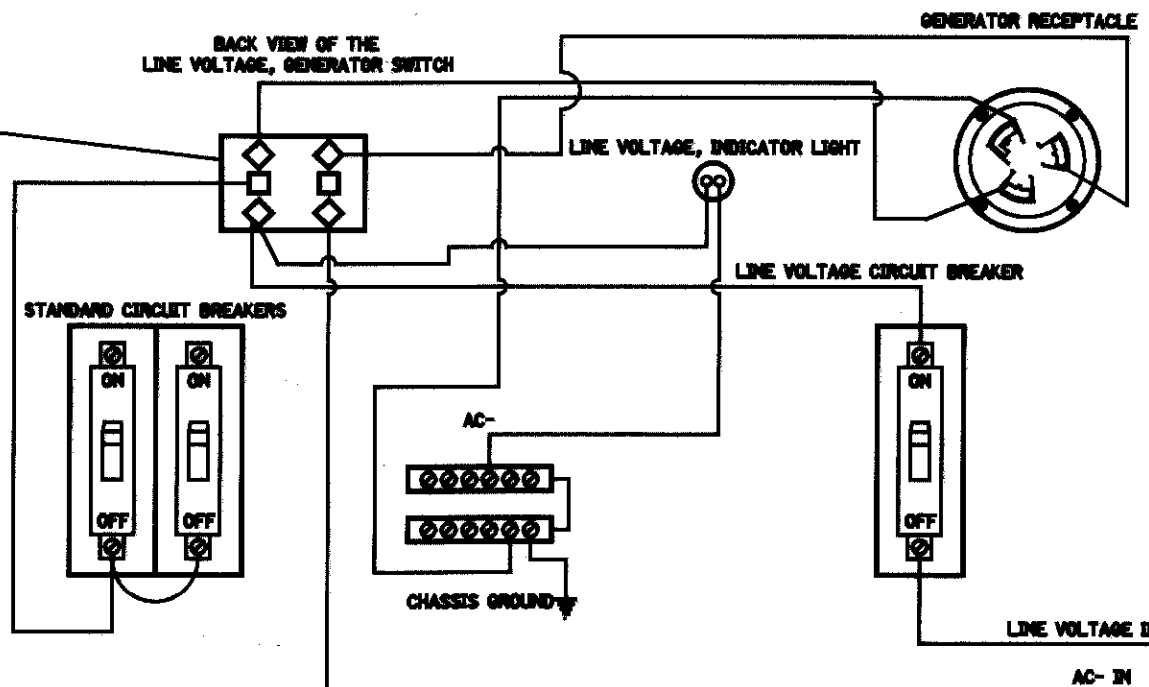 GENERATOR RECEPTACLE
BACK VIEW OF THE
LINE VOLTAGE, GENERATOR SWITCH
LINE VOLTAGE, INDICATOR LIGHT
LINE VOLTAGE CIRCUIT BREAKER
STANDARD CIRCUIT BREAKERS
ON
ON
ON
AC-
OFF
OFF
OFF
CHASSIS GROUND
LINE VOLTAGE
AC- IN